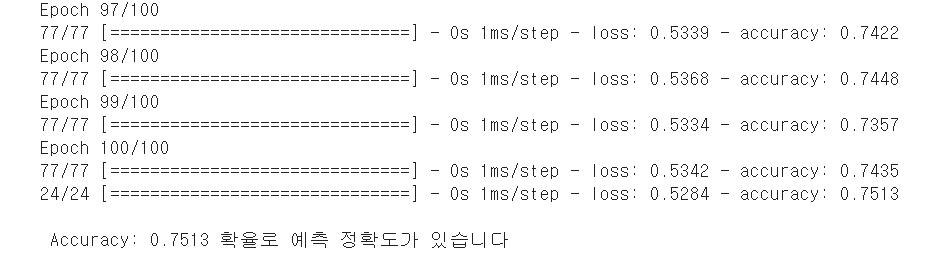 Epoch 97/100
77/77 [==============================] - 0s 1ms/step - loss: 0.5339 - accuracy: 0.7422
Epoch 98/100
77/77 [==============================] - 0s 1ms/step - loss: 0.5368 - accuracy: 0.7448
Epoch 99/100
77/77 [==============================] - 0s 1ms/step - loss: 0.5334 - accuracy: 0.7357
Epoch 100/100
77/77 [==============================] - 0s 1ms/step - loss: 0.5342 - accuracy: 0.7435
24/24 [==============================] - 0s 1ms/step - loss: 0.5284 - accuracy: 0.7513
Accuracy: 0.7513 확율로 예측 정확도가 있습니다